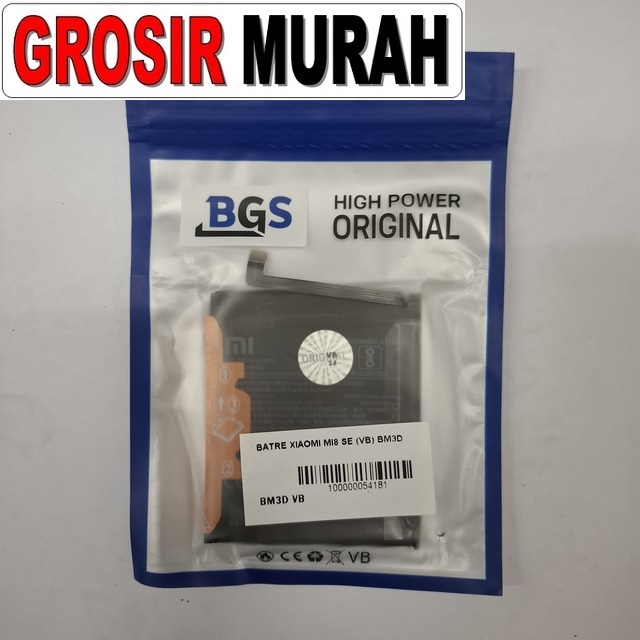 GROSIR MURAH
BGS
HIGH POWER
ORIGINAL
mi
ORIGINAL
VB
BATRE XIAOMI MI8 SE (VB) BM3D
100000054181
BM3D VB
CE VB